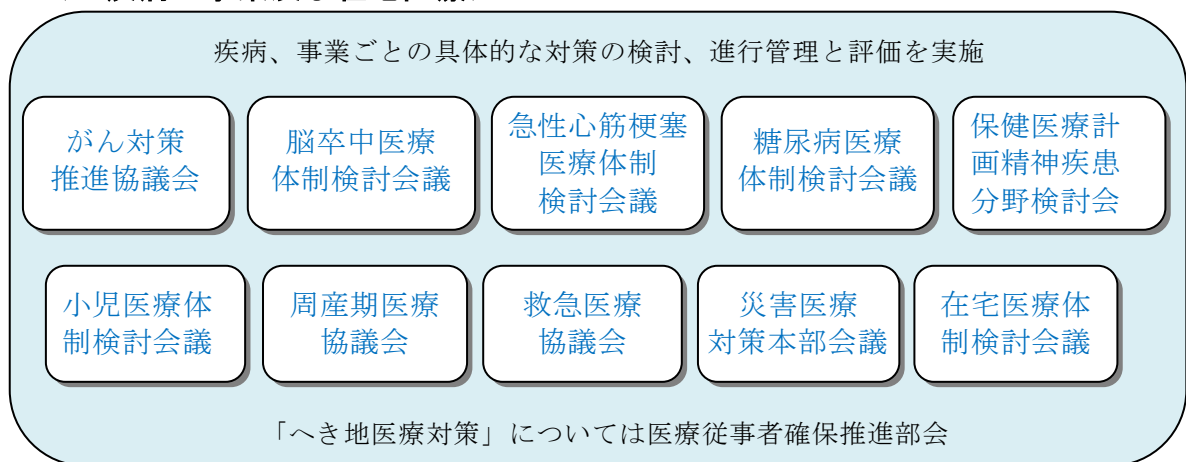 疾病、事業ごとの具体的な対策の検討、進行管理と評価を実施
がん対策
推進協議会
脳卒中医療
体制検討会議
急性心筋梗塞
医療体制
検討会議
糖尿病医療
体制検討会議
保健医療計
画精神疾患
分野検討会
小児医療体
制検討会議
周産期医療
協議会
救急医療
協議会
災害医療
対策本部会議
在宅医療体
制検討会議
「へき地医療対策」については医療従事者確保推進部会